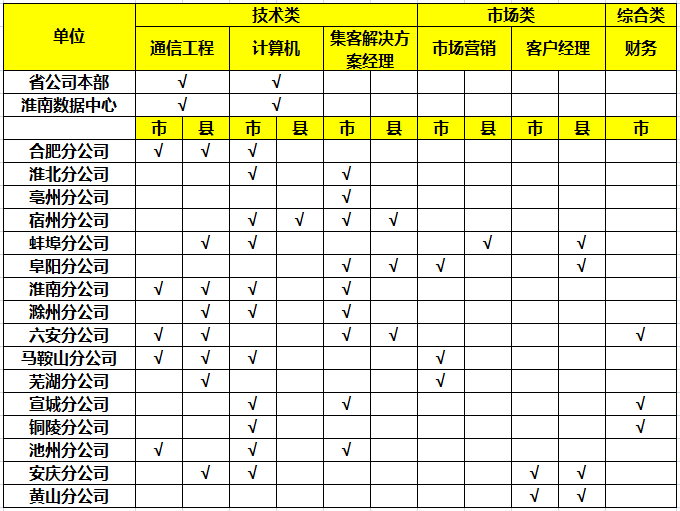 单位 技术类 市场类 综合类
通信工程 计算机 集客解决方案经理 市场营销 客户经理 财务
省公司本部 √ √
淮南数据中心 √ √
市 县 市 县 市 县 市 县 市 县 市
合肥分公司 √ √ √
淮北分公司 √ √
亳州分公司 √
宿州分公司 √ √ √ √
蚌埠分公司 √ √ √ √
阜阳分公司 √ √ √ √
淮南分公司 √ √ √ √
滁州分公司 √ √ √
六安分公司 √ √ √ √ √
马鞍山分公司 √ √ √ √
芜湖分公司 √ √
宣城分公司 √ √ √
铜陵分公司 √ √
池州分公司 √ √ √
安庆分公司 √ √ √ √
黄山分公司 √ √